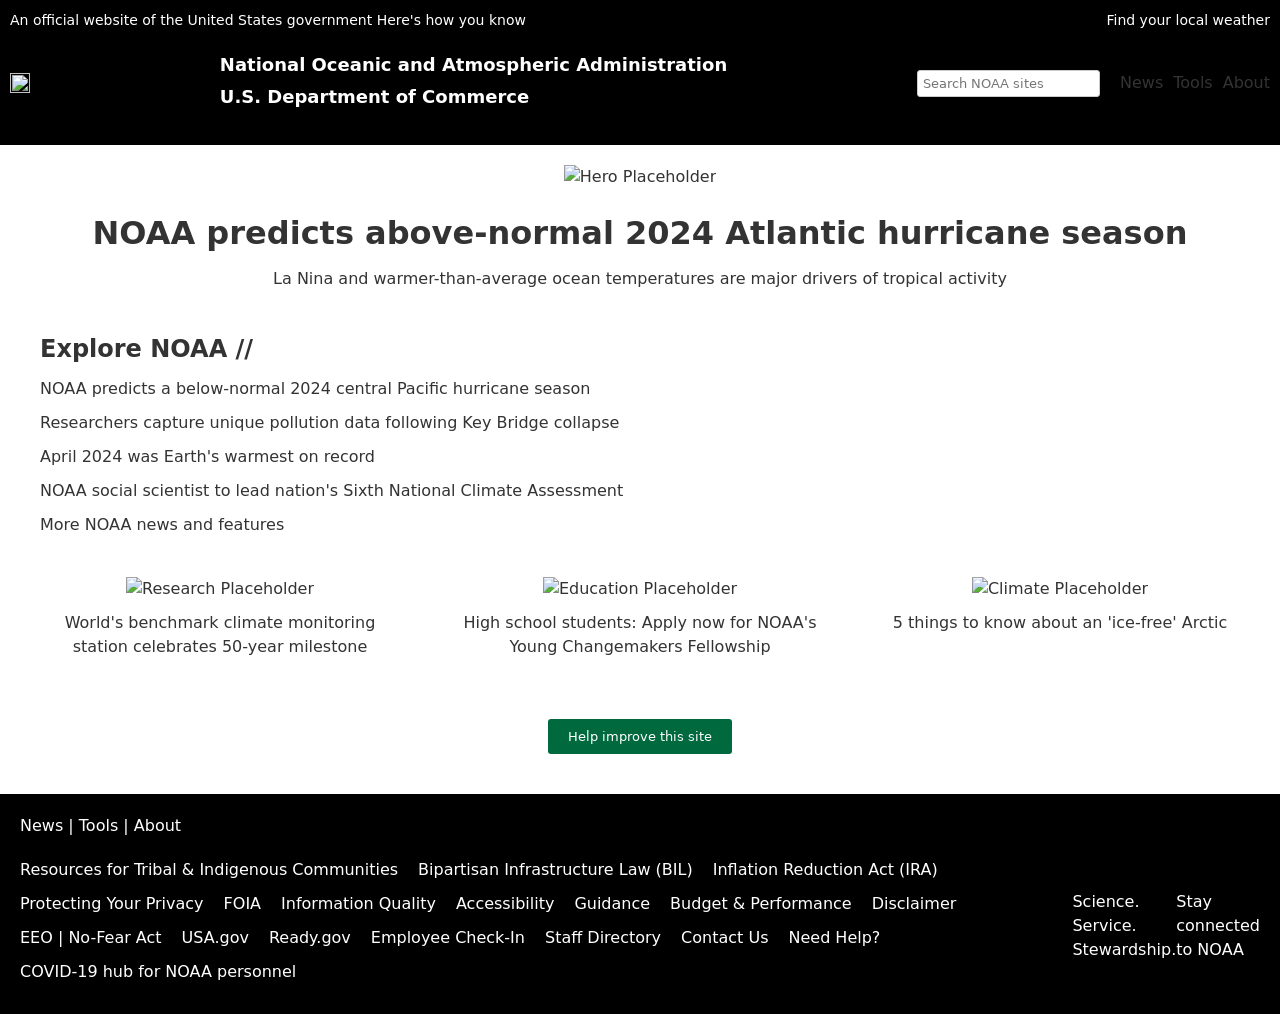 An official website of the United States government Here's how you know
Find your local weather
National Oceanic and Atmospheric Administration
U.S. Department of Commerce
Search NOAA sites
News Tools About
Hero Placeholder
NOAA predicts above-normal 2024 Atlantic hurricane season
La Nina and warmer-than-average ocean temperatures are major drivers of tropical activity
Explore NOAA //
NOAA predicts a below-normal 2024 central Pacific hurricane season
Researchers capture unique pollution data following Key Bridge collapse
April 2024 was Earth's warmest on record
NOAA social scientist to lead nation's Sixth National Climate Assessment
More NOAA news and features
Research Placeholder
World's benchmark climate monitoring
station celebrates 50-year milestone
Education Placeholder
High school students: Apply now for NOAA's
Young Changemakers Fellowship
Climate Placeholder
5 things to know about an 'ice-free' Arctic
Help improve this site
News | Tools | About
Resources for Tribal & Indigenous Communities Bipartisan Infrastructure Law (BIL) Inflation Reduction Act (IRA)
Protecting Your Privacy FOIA Information Quality Accessibility Guidance Budget & Performance Disclaimer
EEO | No-Fear Act USA.gov Ready.gov Employee Check-In Staff Directory Contact Us Need Help?
COVID-19 hub for NOAA personnel
Science.
Service.
Stewardship.
Stay
connected
to NOAA